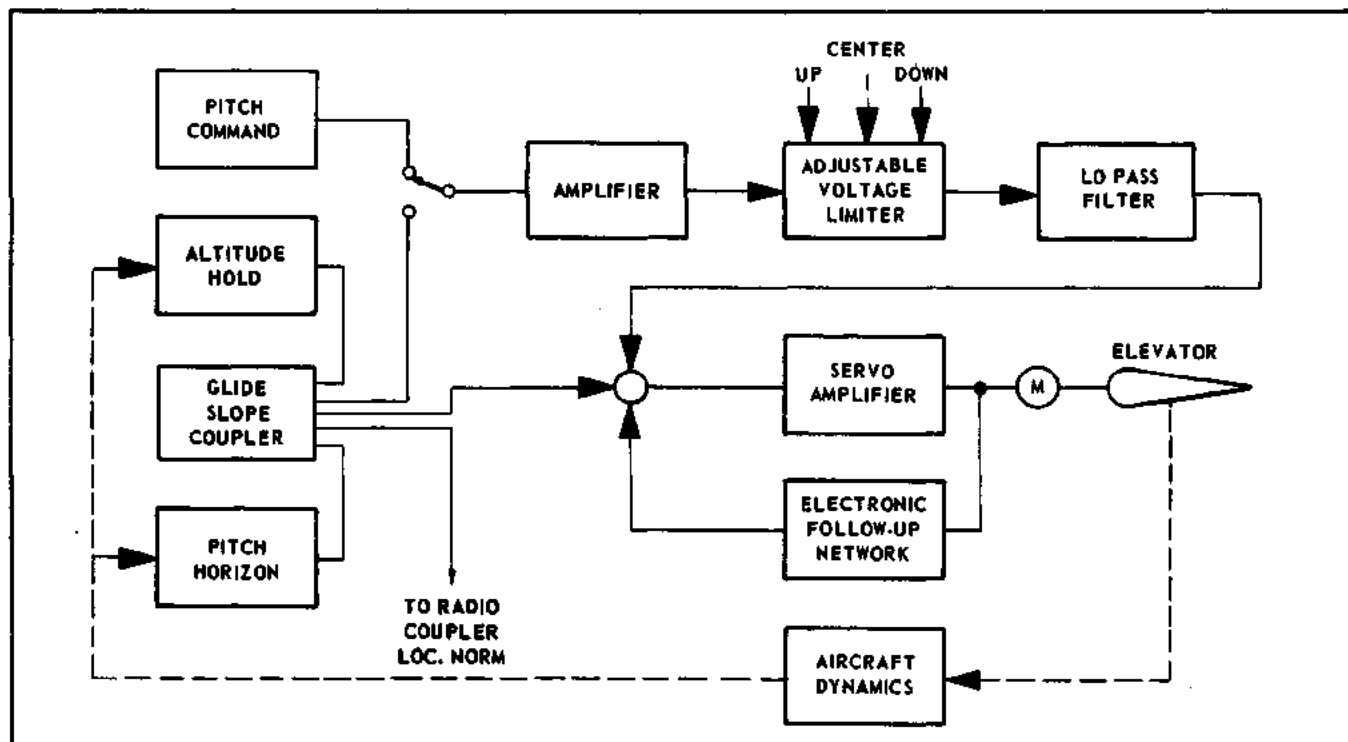 PITCH
COMMAND
CENTER
UP
DOWN
AMPLIFIER
ADJUSTABLE
VOLTAGE
LIMITER
LO PASS
FILTER
ALTITUDE
HOLD
GLIDE
SLOPE
COUPLER
SERVO
AMPLIFIER
M
ELEVATOR
PITCH
HORIZON
ELECTRONIC
FOLLOW-UP
NETWORK
TO RADIO
COUPLER
LOC. NORM
AIRCRAFT
DYNAMICS